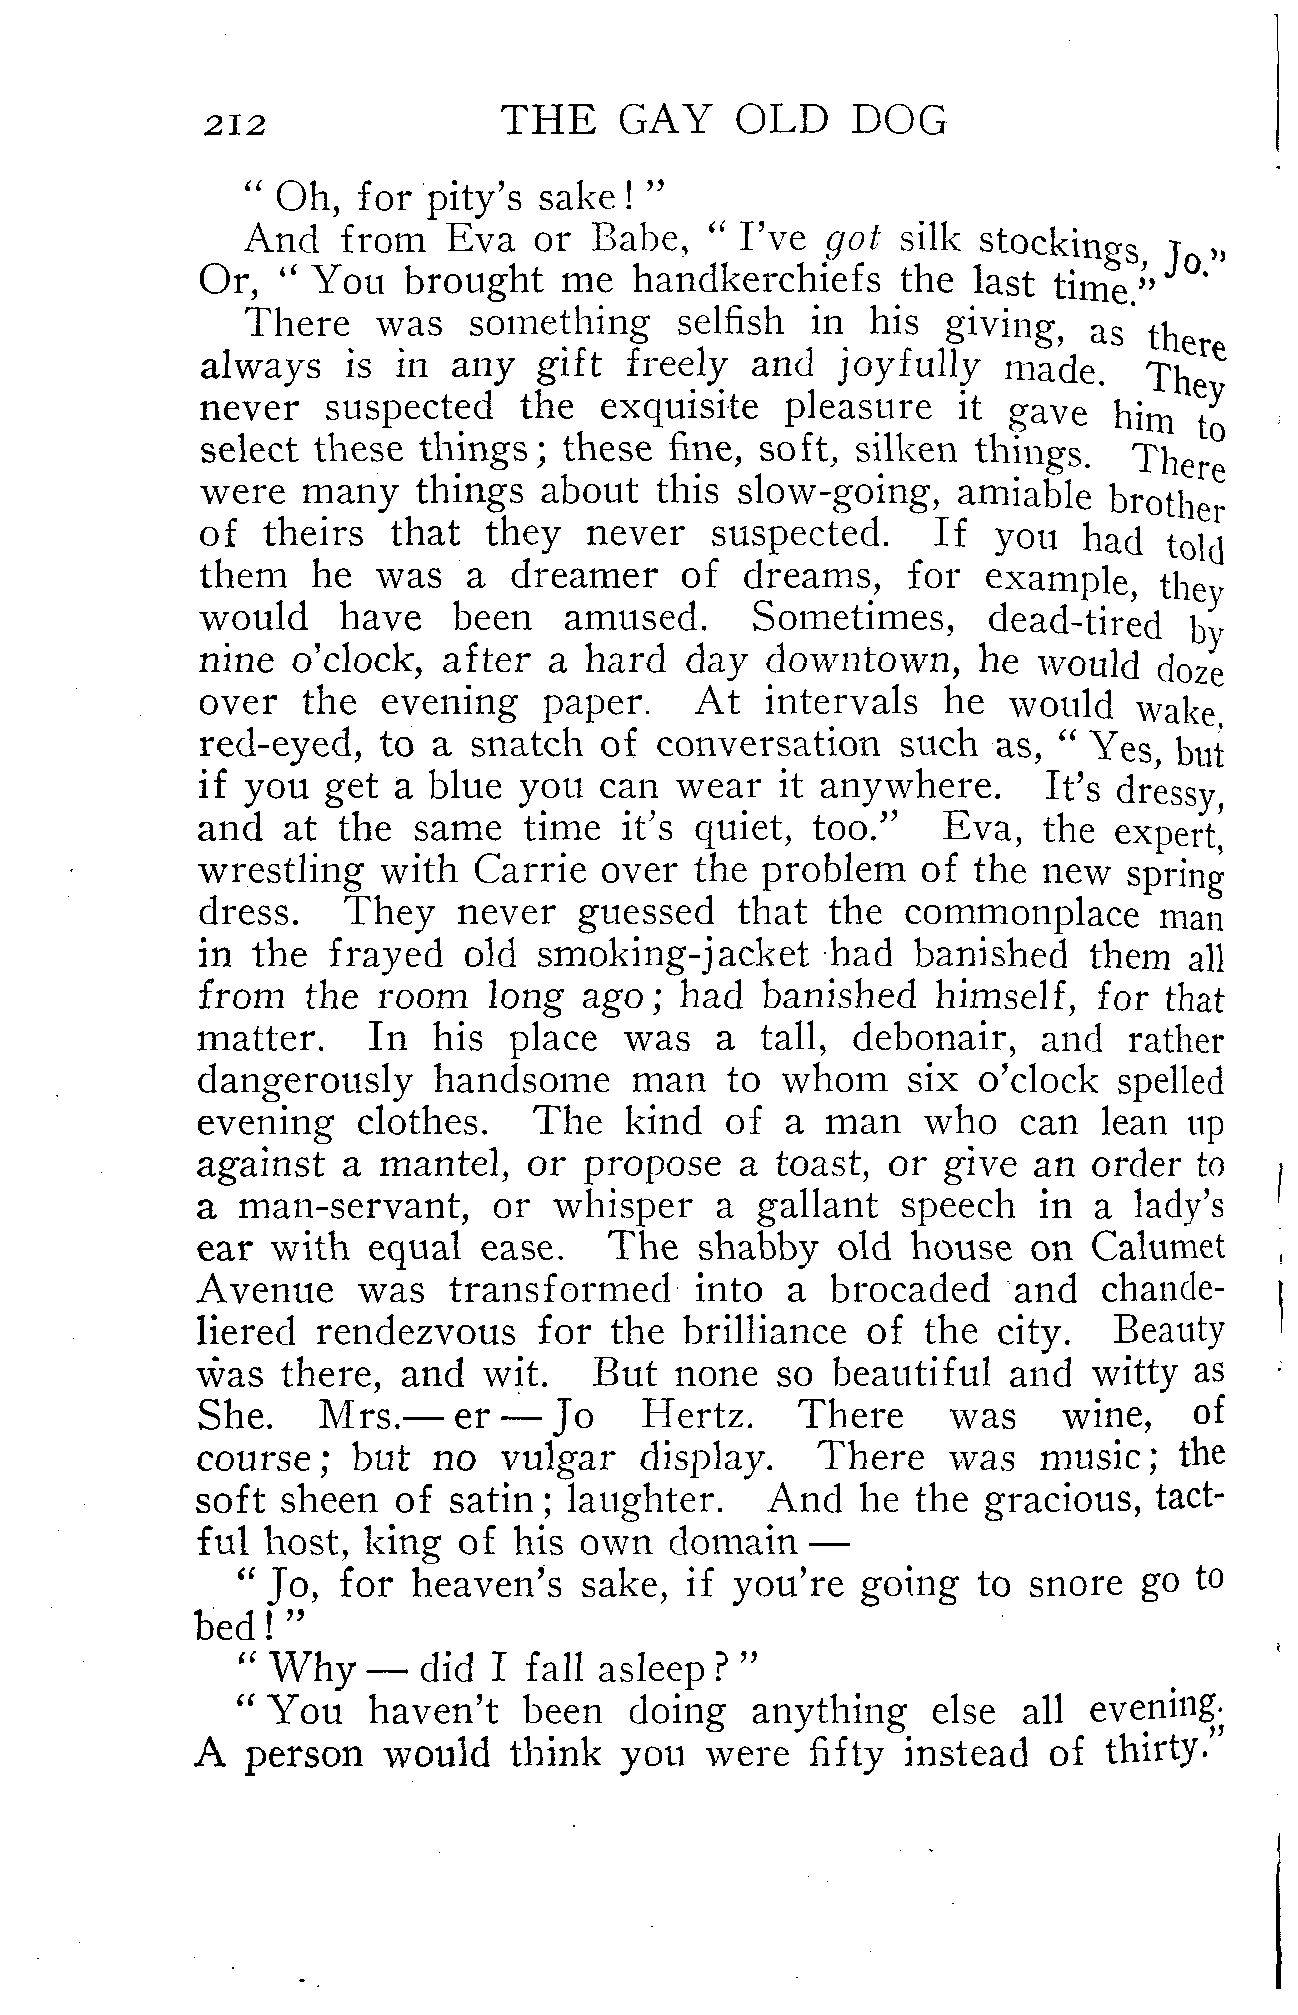 212 THE GAY OLD DOG
" Oh, for pity's sake! "
And from Eva or Babe, " I've got silk stockings, Jo."
Or, " You brought me handkerchiefs the last time."
There was something selfish in his giving, as there
always is in any gift freely and joyfully made. They
never suspected the exquisite pleasure it gave him to
select these things; these fine, soft, silken things. There
were many things about this slow-going, amiable brother
of theirs that they never suspected. If you had told
them he was a dreamer of dreams, for example, they
would have been amused. Sometimes, dead-tired by
nine o'clock, after a hard day downtown, he would doze
over the evening paper. At intervals he would wake,
red-eyed, to a snatch of conversation such as, " Yes, but
if you get a blue you can wear it anywhere. It's dressy,
and at the same time it's quiet, too." Eva, the expert,
wrestling with Carrie over the problem of the new spring
dress. They never guessed that the commonplace man
in the frayed old smoking-jacket had banished them all
from the room long ago; had banished himself, for that
matter. In his place was a tall, debonair, and rather
dangerously handsome man to whom six o'clock spelled
evening clothes. The kind of a man who can lean up
against a mantel, or propose a toast, or give an order to
a man-servant, or whisper a gallant speech in a lady's
ear with equal ease. The shabby old house on Calumet
Avenue was transformed into a brocaded and chande-
liered rendezvous for the brilliance of the city. Beauty
was there, and wit. But none so beautiful and witty as
She. Mrs.— er — Jo Hertz. There was wine, of
course; but no vulgar display. There was music; the
soft sheen of satin; laughter. And he the gracious, tact-
ful host, king of his own domain —
" Jo, for heaven's sake, if you're going to snore go to
bed! "
" Why — did I fall asleep? "
" You haven't been doing anything else all evening.
A person would think you were fifty instead of thirty."